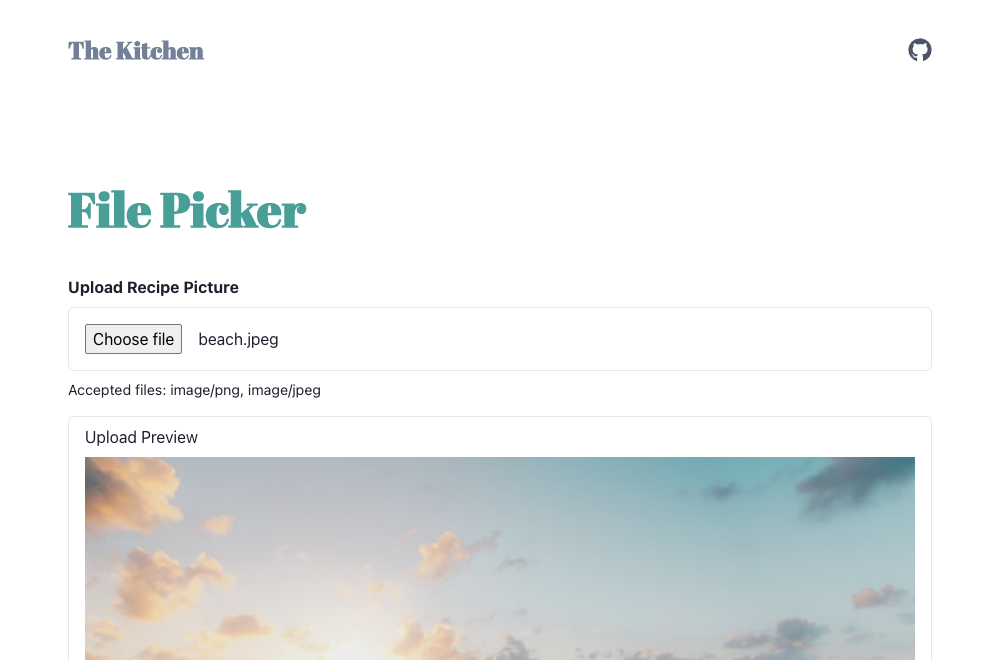 The Kitchen
File Picker
Upload Recipe Picture
Choose file beach.jpeg
Accepted files: image/png, image/jpeg
Upload Preview